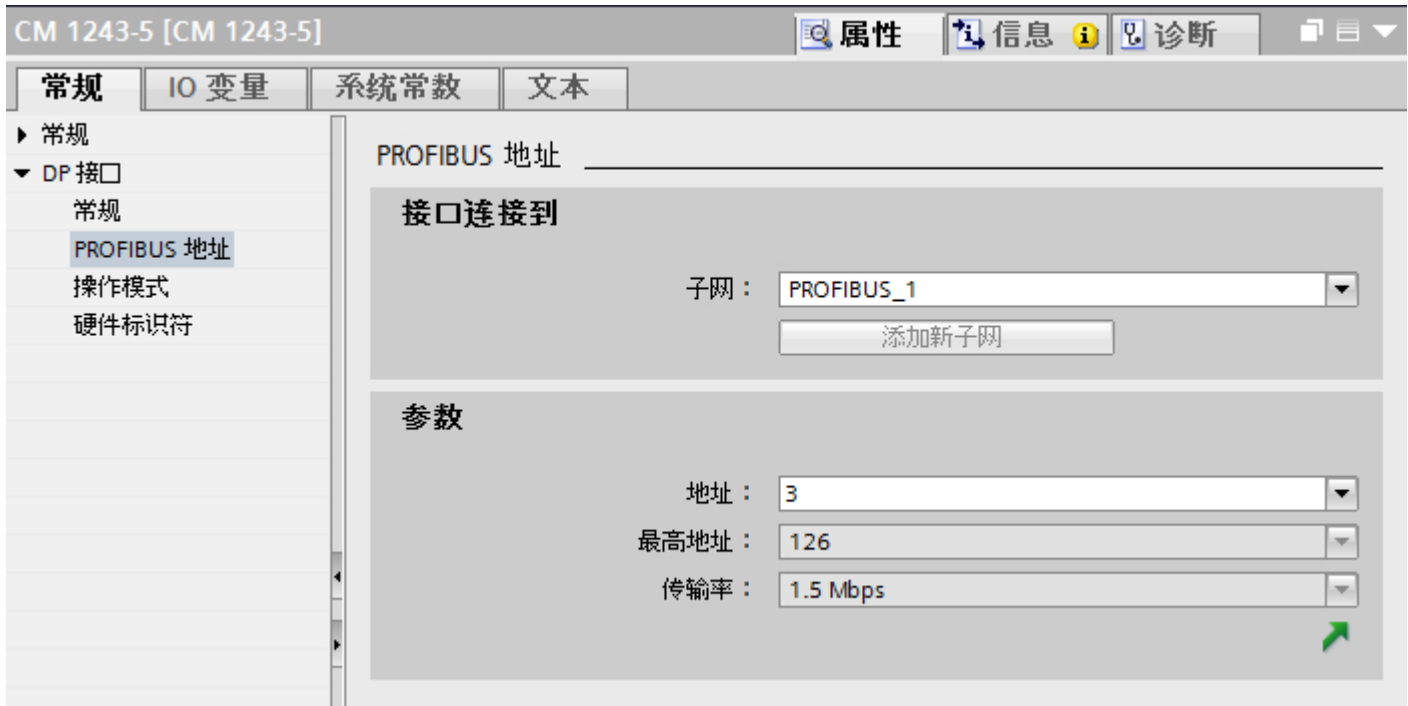 CM 1243-5 [CM 1243-5]
属性 信息 诊断
常规 IO 变量 系统常数 文本
常规
DP 接口
常规
PROFIBUS 地址
操作模式
硬件标识符
PROFIBUS 地址
接口连接到
子网： PROFIBUS_1
添加新子网
参数
地址： 3
最高地址： 126
传输率： 1.5 Mbps